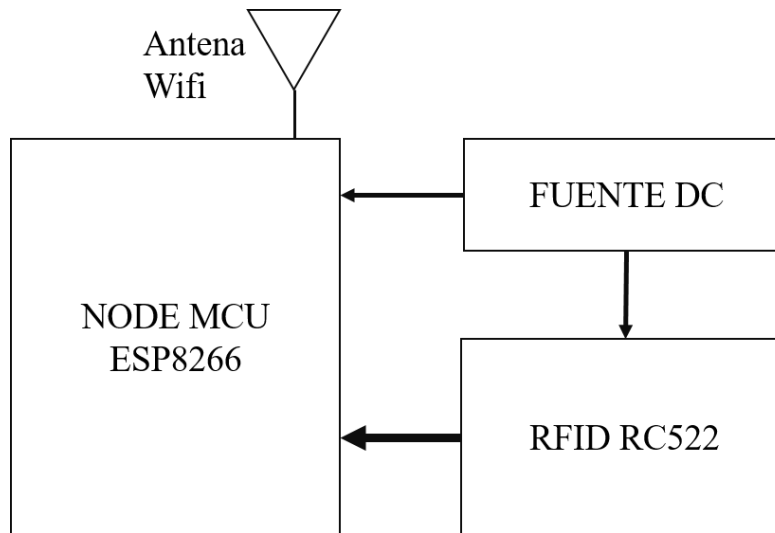 Antena
Wifi
FUENTE DC
NODE MCU
ESP8266
RFID RC522